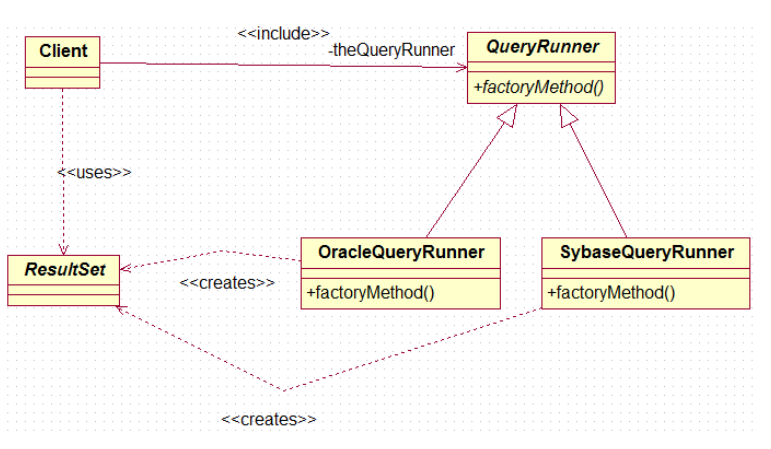 <<include>>
Client
-theQueryRunner
QueryRunner
+factoryMethod()
<<uses>>
ResultSet
<<creates>>
OracleQueryRunner
+factoryMethod()
SybaseQueryRunner
+factoryMethod()
<<creates>>